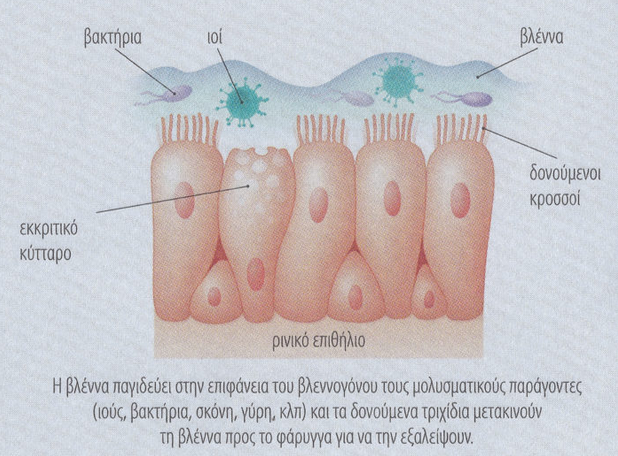 βακτήρια
ιοί
βλέννα
δονούμενοι
κροσσοί
εκκριτικό
κύτταρο
ρινικό επιθήλιο
Η βλέννα παγιδεύει στην επιφάνεια του βλεννογόνου τους μολυσματικούς παράγοντες
(ιούς, βακτήρια, σκόνη, γύρη, κλπ) και τα δονούμενα τριχίδια μετακινούν
τη βλέννα προς το φάρυγγα για να την εξαλείψουν.